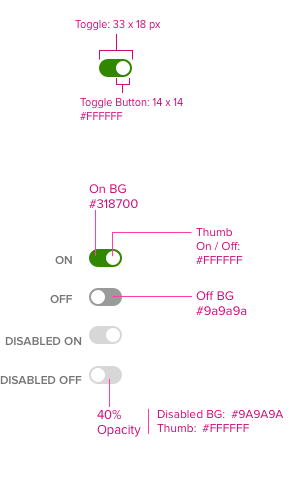 Toggle: 33 x 18 px
Toggle Button: 14 x 14
#FFFFFF
On BG
#318700
Thumb
On / Off:
#FFFFFF
ON
OFF
Off BG
#9a9a9a
DISABLED ON
DISABLED OFF
40%
Opacity
Disabled BG: #9A9A9A
Thumb: #FFFFFF